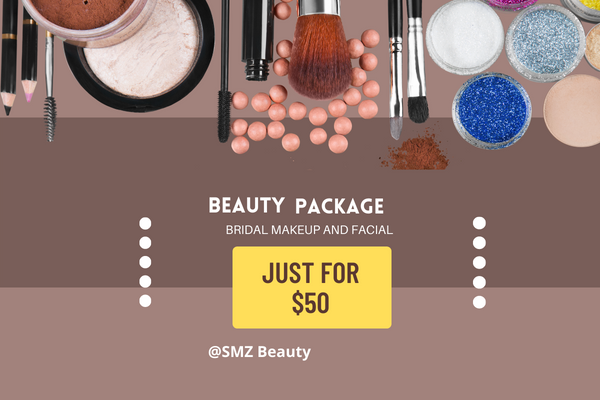 BEAUTY PACKAGE
BRIDAL MAKEUP AND FACIAL
JUST FOR
$50
@SMZ Beauty